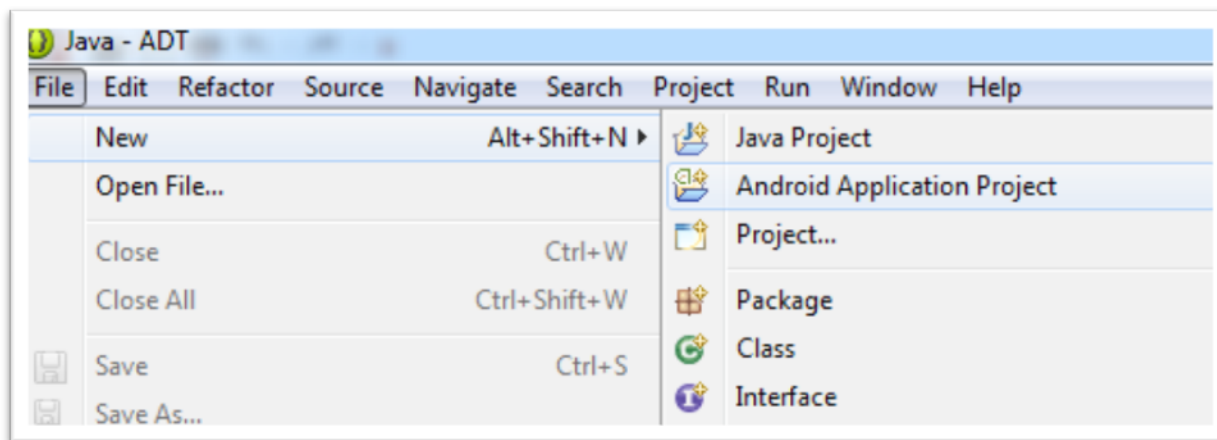 Java - ADT
File Edit Refactor Source Navigate Search Project Run Window Help
New Alt+Shift+N
Open File...
Close Ctrl+W
Close All Ctrl+Shift+W
Save Ctrl+S
Save As...
Java Project
Android Application Project
Project...
Package
Class
Interface